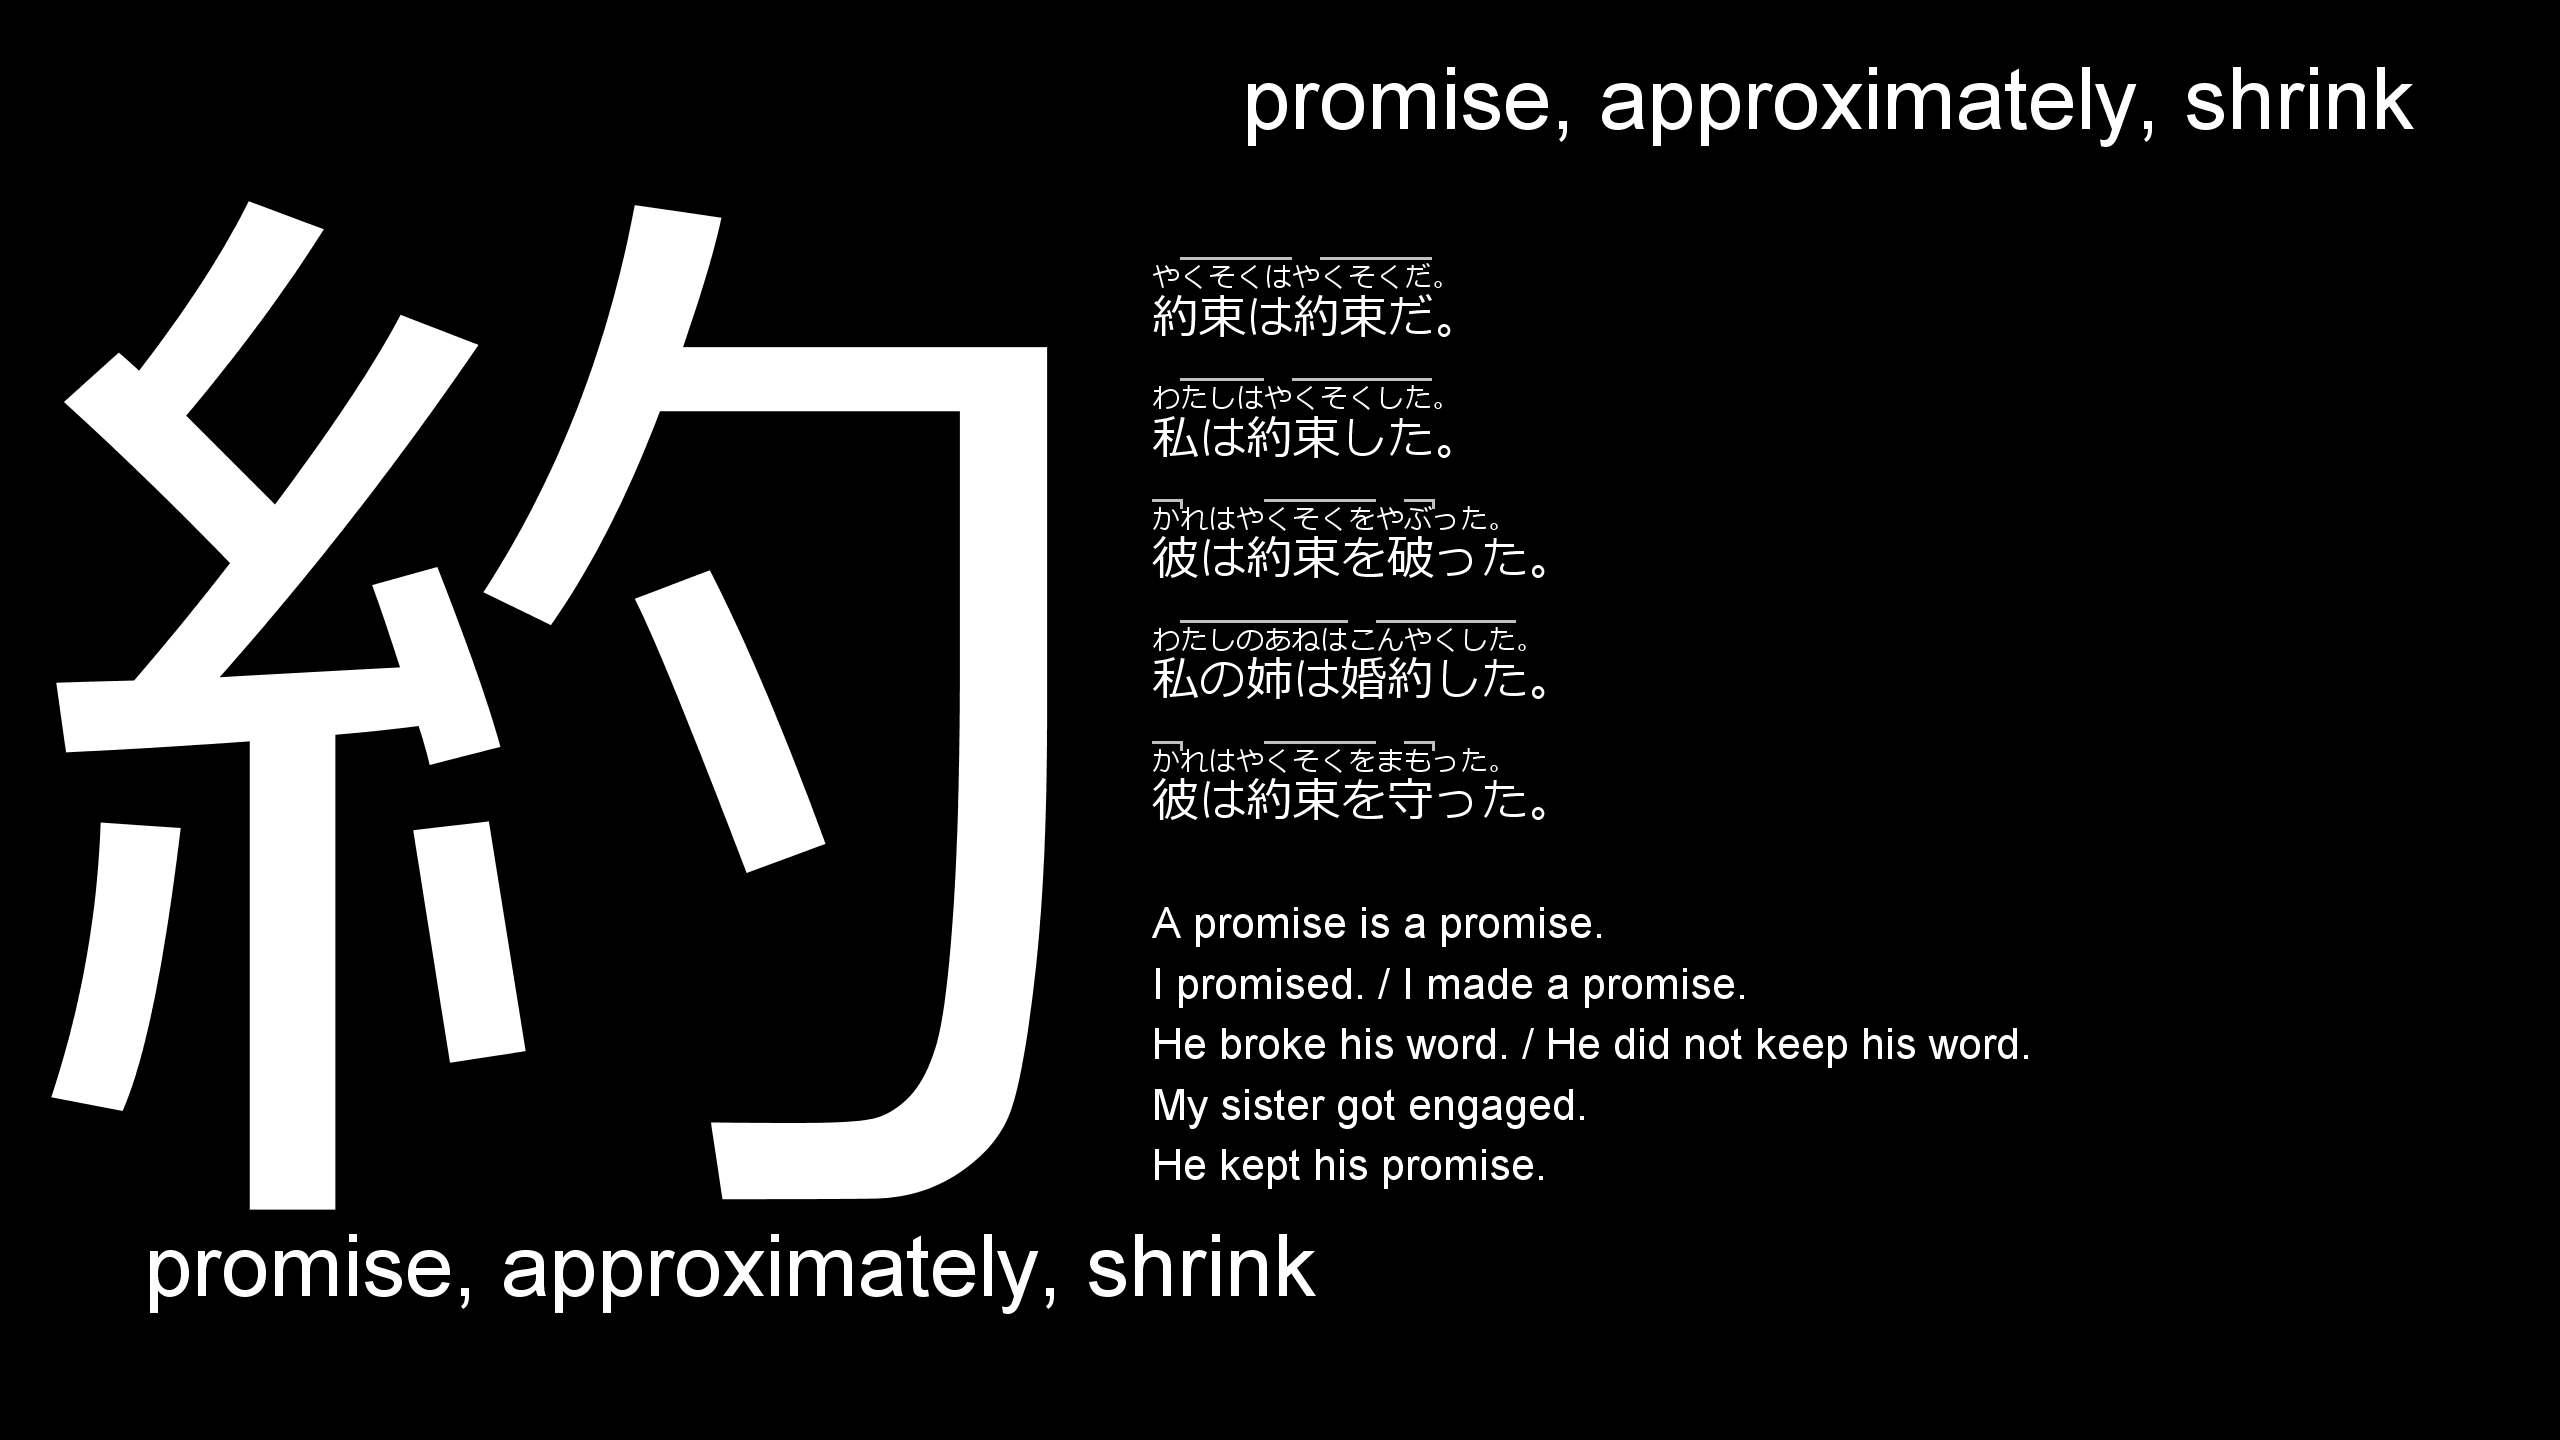 promise, approximately, shrink
約
やくそくはやくそくだ。
約束は約束だ。
わたしはやくそくした。
私は約束した。
かれはやくそくをやぶった。
彼は約束を破った。
わたしのあねはこんやくした。
私の姉は婚約した。
かれはやくそくをまもった。
彼は約束を守った。
A promise is a promise.
I promised. / I made a promise.
He broke his word. / He did not keep his word.
My sister got engaged.
He kept his promise.
promise, approximately, shrink